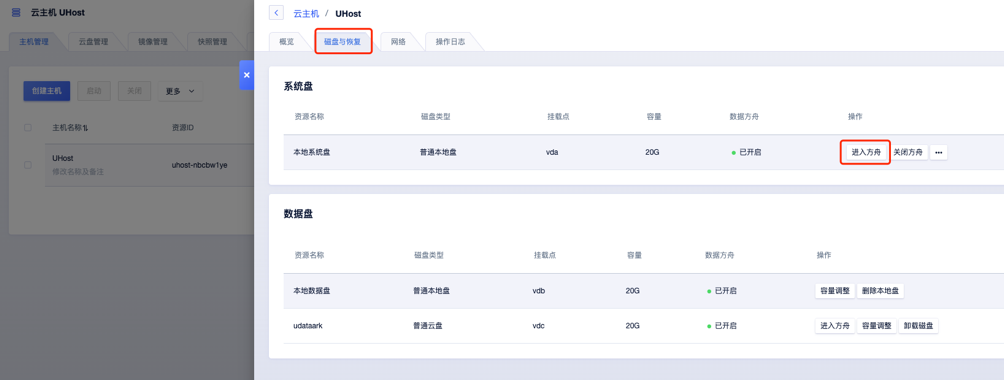 云主机 UHost
主机管理 云盘管理 镜像管理 快照管理
创建主机 启动 关闭 更多
主机名称 资源ID
UHost uhost-nbcbw1ye
修改名称及备注
云主机 / UHost
概览 磁盘与恢复 网络 操作日志
系统盘
资源名称 磁盘类型 挂载点 容量 数据方舟 操作
本地系统盘 普通本地盘 vda 20G 已开启 进入方舟 关闭方舟 •••
数据盘
资源名称 磁盘类型 挂载点 容量 数据方舟 操作
本地数据盘 普通本地盘 vdb 20G 已开启 容量调整 删除本地盘
udataark 普通云盘 vdc 20G 已开启 进入方舟 容量调整 卸载磁盘